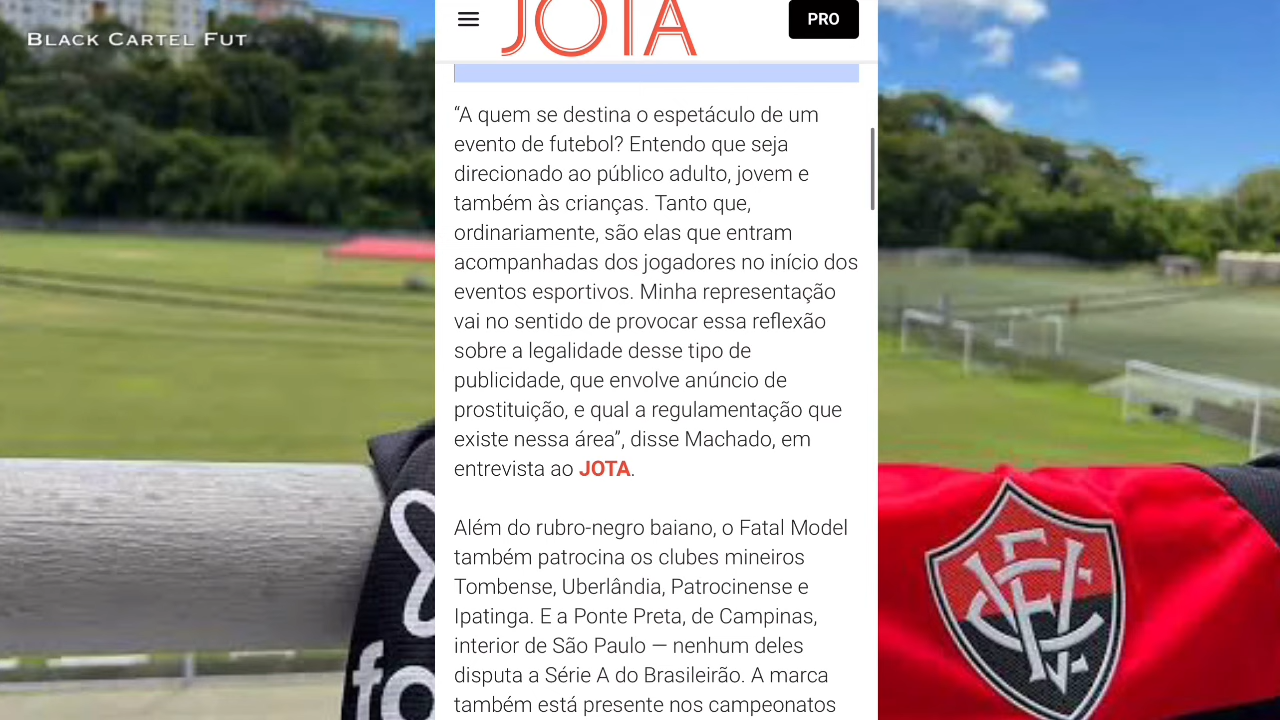 BLACK CARTEL FUT
JOTA
PRO
“A quem se destina o espetáculo de um
evento de futebol? Entendo que seja
direcionado ao público adulto, jovem e
também às crianças. Tanto que,
ordinariamente, são elas que entram
acompanhadas dos jogadores no início dos
eventos esportivos. Minha representação
vai no sentido de provocar essa reflexão
sobre a legalidade desse tipo de
publicidade, que envolve anúncio de
prostituição, e qual a regulamentação que
existe nessa área”, disse Machado, em
entrevista ao JOTA.
Além do rubro-negro baiano, o Fatal Model
também patrocina os clubes mineiros
Tombense, Uberlândia, Patrocinense e
Ipatinga. E a Ponte Preta, de Campinas,
interior de São Paulo — nenhum deles
disputa a Série A do Brasileirão. A marca
também está presente nos campeonatos